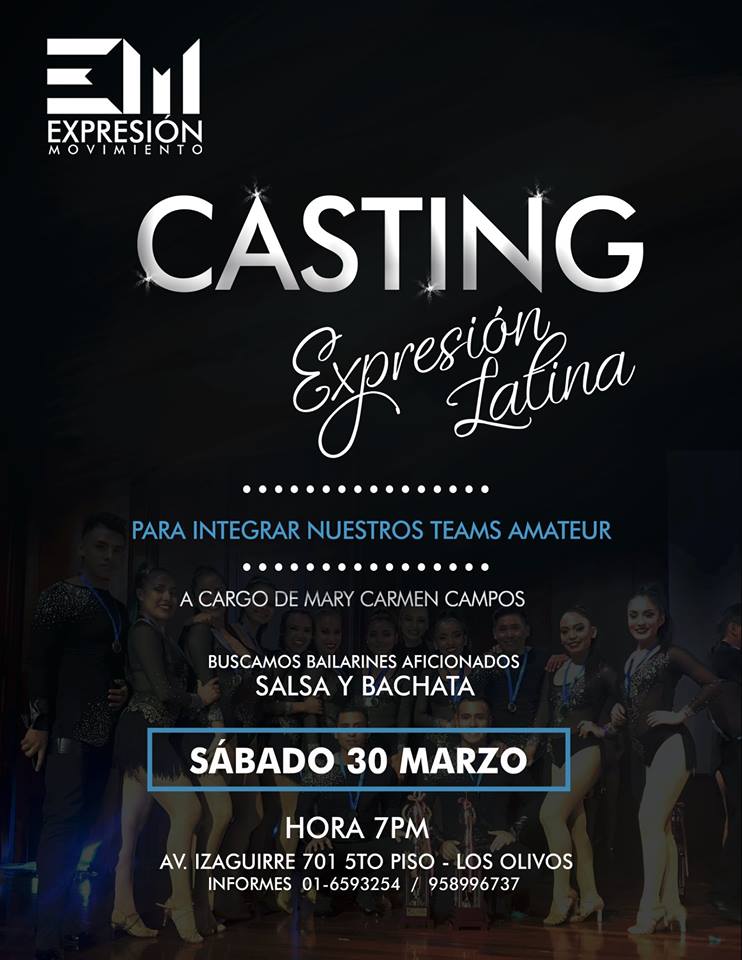 EM
EXPRESIÓN
MOVIMIENTO
CASTING
Expresión
Latina
PARA INTEGRAR NUESTROS TEAMS AMATEUR
A CARGO DE MARY CARMEN CAMPOS
BUSCAMOS BAILARINES AFICIONADOS
SALSA Y BACHATA
SÁBADO 30 MARZO
HORA 7PM
AV. IZAGUIRRE 701 5TO PISO - LOS OLIVOS
INFORMES 01-6593254 / 958996737